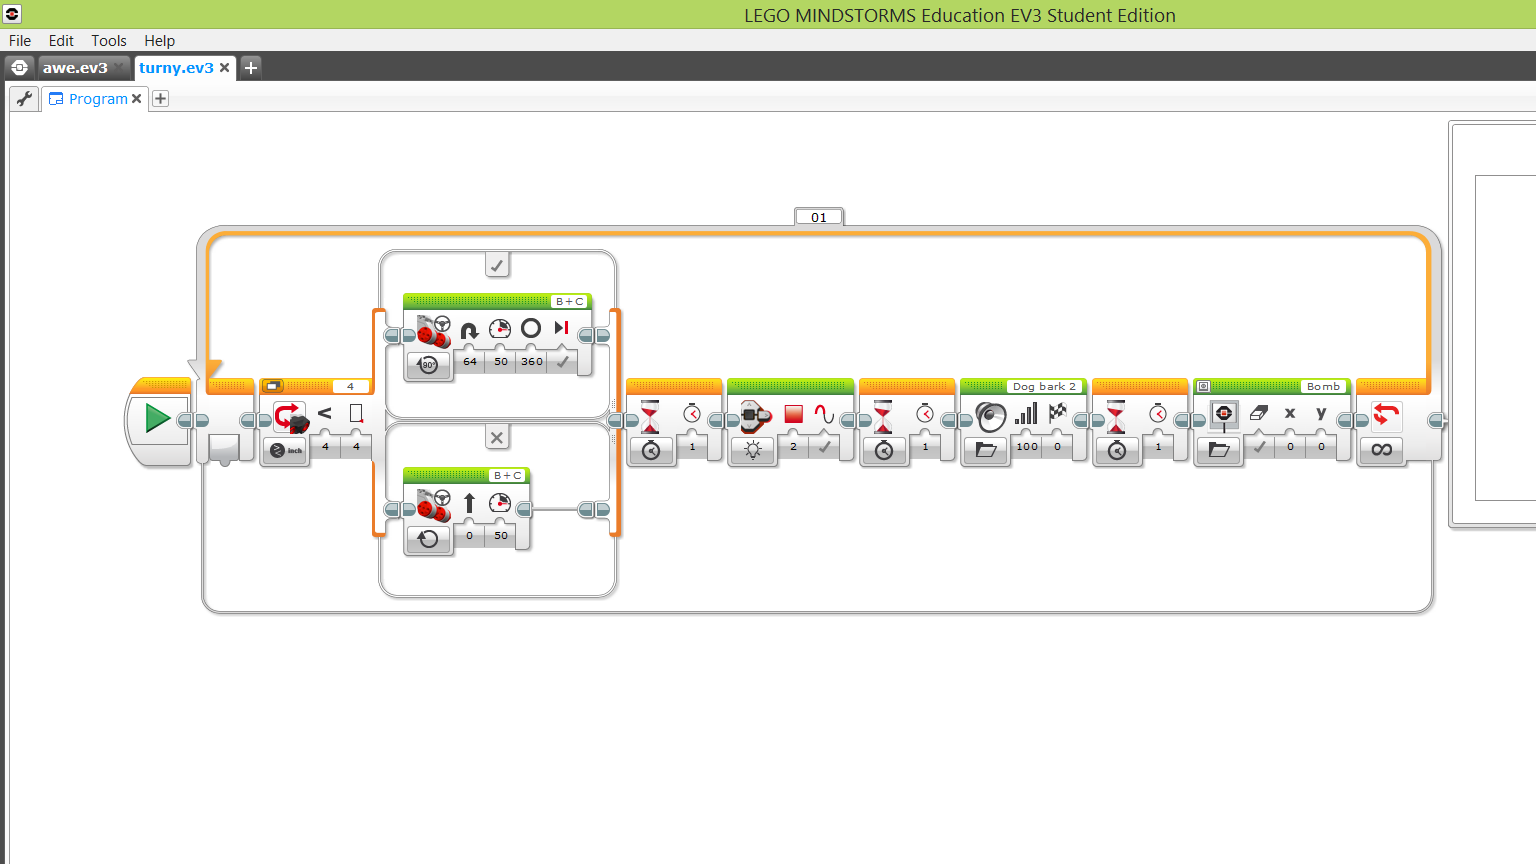 LEGO MINDSTORMS Education EV3 Student Edition
File Edit Tools Help
awe.ev3 turny.ev3
Program
01
B + C
64 50 360
90°
4
<
inch 4 4
B + C
0 50
1
2
1
Dog bark 2
100 0
1
Bomb
x y
0 0
∞